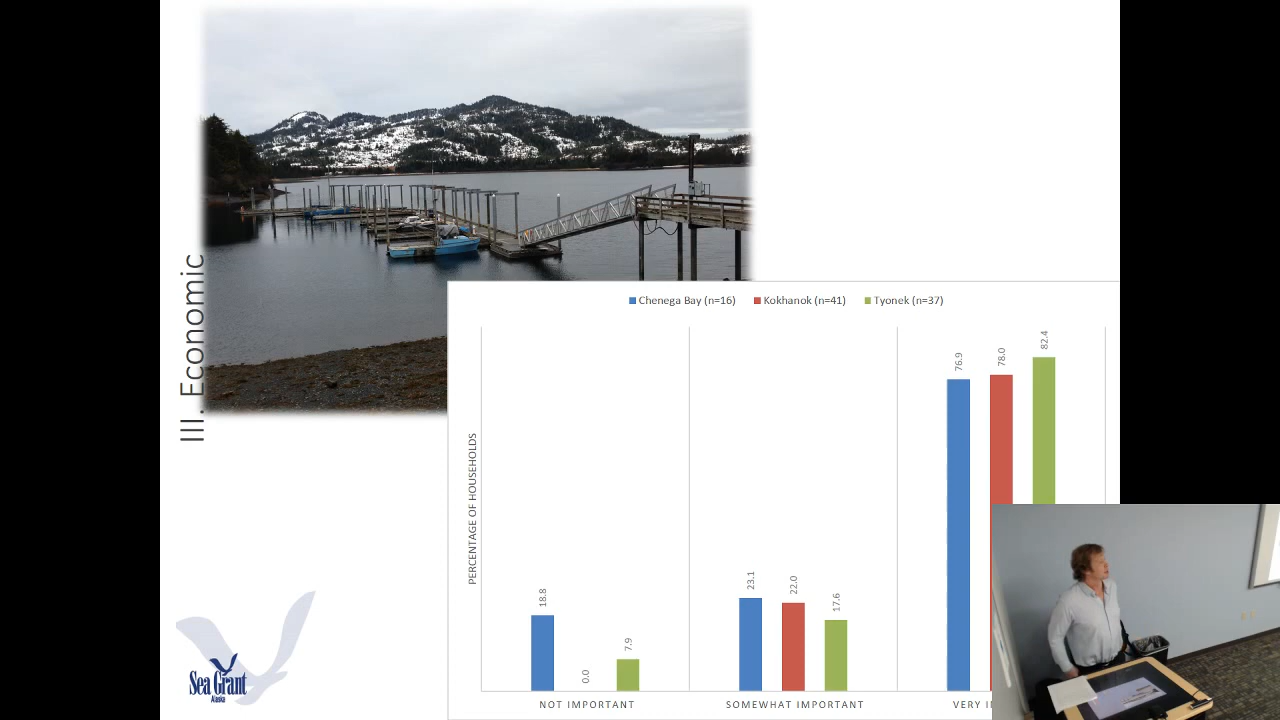 III. Economic
Chenega Bay (n=16) Kokhanok (n=41) Tyonek (n=37)
PERCENTAGE OF HOUSEHOLDS
18.8
0.0
7.9
23.1
22.0
17.6
76.9
78.0
82.4
NOT IMPORTANT
SOMEWHAT IMPORTANT
VERY
Sea Grant
Alaska